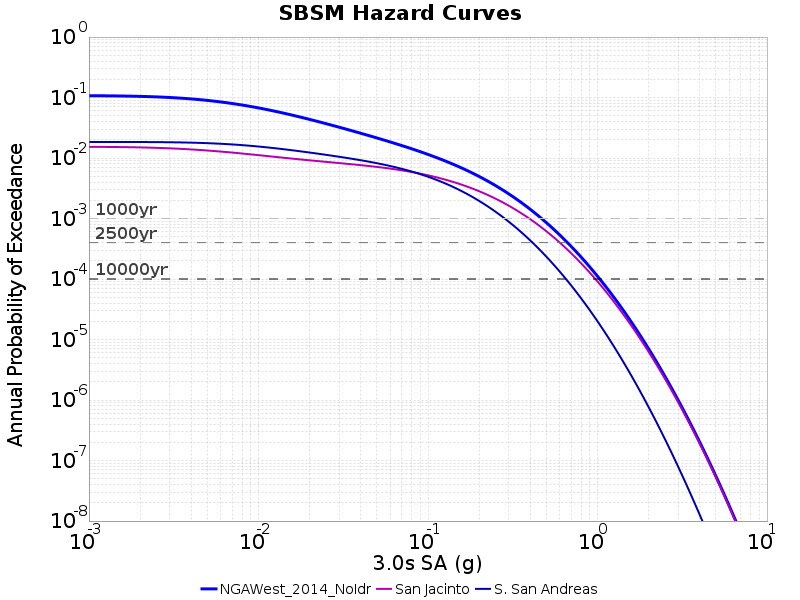 SBSM Hazard Curves
Annual Probability of Exceedance
10^0
10^-1
10^-2
10^-3
10^-4
10^-5
10^-6
10^-7
10^-8
1000yr
2500yr
10000yr
10^-3 10^-2 10^-1 10^0 10^1
3.0s SA (g)
NGAWest_2014_NoIdr San Jacinto S. San Andreas